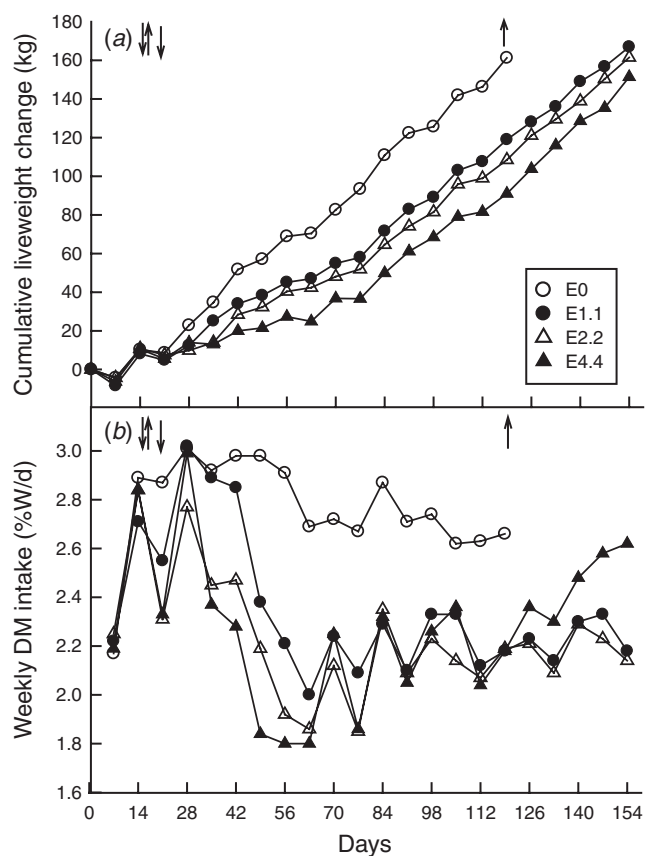 180
(a)
160
140
120
100
80
60
40
20
0
Cumulative liveweight change (kg)
E0
E1.1
E2.2
E4.4
(b)
3.0
2.8
2.6
2.4
2.2
2.0
1.8
1.6
Weekly DM intake (%W/d)
0 14 28 42 56 70 84 98 112 126 140 154
Days